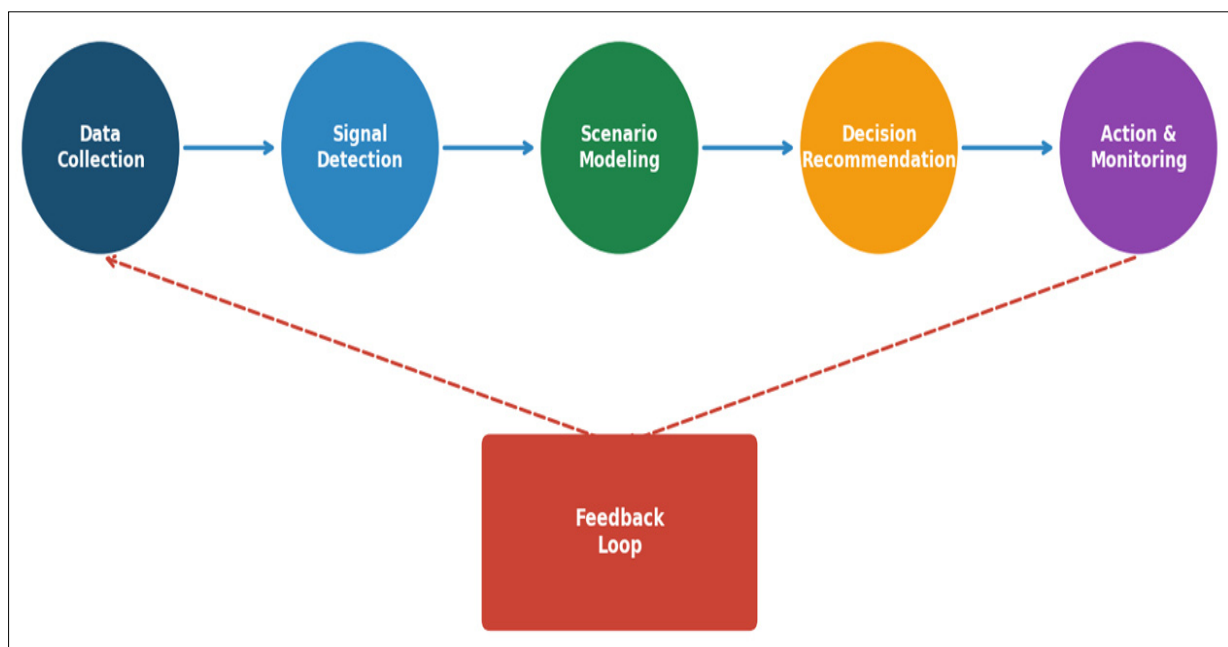 Data
Collection
Signal
Detection
Scenario
Modeling
Decision
Recommendation
Action &
Monitoring
Feedback
Loop